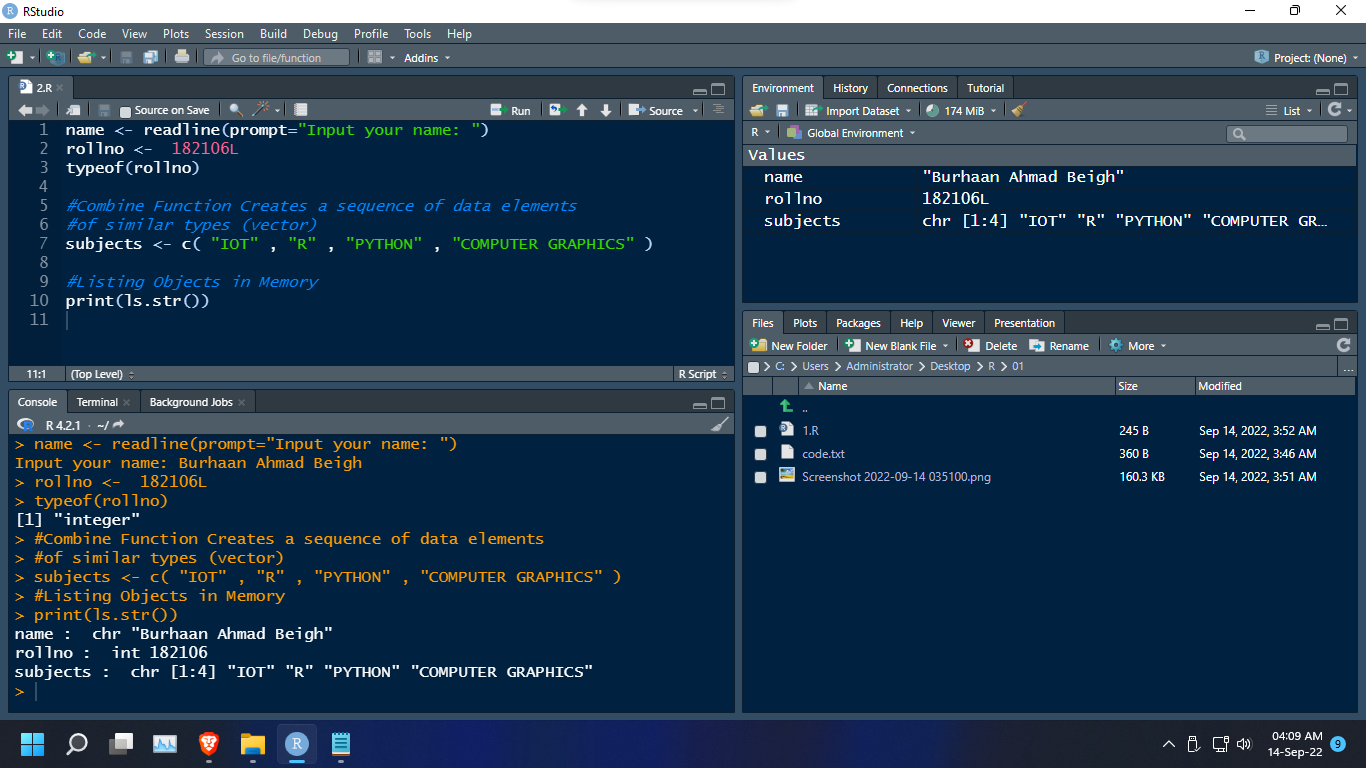 RStudio
File Edit Code View Plots Session Build Debug Profile Tools Help
Go to file/function Addins Project: (None)
2.R
Source on Save Run Source
1 name <- readline(prompt="Input your name: ")
2 rollno <-  182106L
3 typeof(rollno)
4
5 #Combine Function Creates a sequence of data elements
6 #of similar types (vector)
7 subjects <- c( "IOT" , "R" , "PYTHON" , "COMPUTER GRAPHICS" )
8
9 #Listing Objects in Memory
10 print(ls.str())
11
11:1 (Top Level) R Script
Console Terminal Background Jobs
R 4.2.1 · ~/
> name <- readline(prompt="Input your name: ")
Input your name: Burhaan Ahmad Beigh
> rollno <-  182106L
> typeof(rollno)
[1] "integer"
> #Combine Function Creates a sequence of data elements
> #of similar types (vector)
> subjects <- c( "IOT" , "R" , "PYTHON" , "COMPUTER GRAPHICS" )
> #Listing Objects in Memory
> print(ls.str())
name :  chr "Burhaan Ahmad Beigh"
rollno :  int 182106
subjects :  chr [1:4] "IOT" "R" "PYTHON" "COMPUTER GRAPHICS"
>
Environment History Connections Tutorial
Import Dataset 174 MiB List
R Global Environment
Values
name "Burhaan Ahmad Beigh"
rollno 182106L
subjects chr [1:4] "IOT" "R" "PYTHON" "COMPUTER GR…
Files Plots Packages Help Viewer Presentation
New Folder New Blank File Delete Rename More
C: > Users > Administrator > Desktop > R > 01 ...
Name Size Modified
..
1.R 245 B Sep 14, 2022, 3:52 AM
code.txt 360 B Sep 14, 2022, 3:46 AM
Screenshot 2022-09-14 035100.png 160.3 KB Sep 14, 2022, 3:51 AM
04:09 AM
14-Sep-22 9